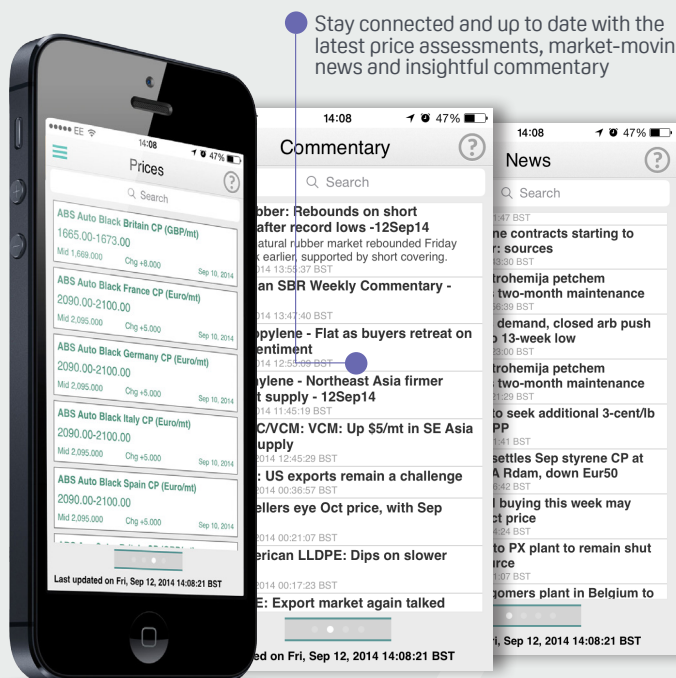 Stay connected and up to date with the
latest price assessments, market-movin
news and insightful commentary
EE
14:08
47%
Prices
Search
ABS Auto Black Britain CP (GBP/mt)
1665.00-1673.00
Mid 1,669.000 Chg +8.000 Sep 10, 2014
ABS Auto Black France CP (Euro/mt)
2090.00-2100.00
Mid 2,095.000 Chg +5.000 Sep 10, 2014
ABS Auto Black Germany CP (Euro/mt)
2090.00-2100.00
Mid 2,095.000 Chg +5.000 Sep 10, 2014
ABS Auto Black Italy CP (Euro/mt)
2090.00-2100.00
Mid 2,095.000 Chg +5.000 Sep 10, 2014
ABS Auto Black Spain CP (Euro/mt)
2090.00-2100.00
Mid 2,095.000 Chg +5.000 Sep 10, 2014
Last updated on Fri, Sep 12, 2014 14:08:21 BST
14:08 47%
Commentary
?
Search
bber: Rebounds on short
after record lows -12Sep14
atural rubber market rebounded Friday
k earlier, supported by short covering.
014 13:55:37 BST
an SBR Weekly Commentary -
014 13:47:40 BST
opylene - Flat as buyers retreat on
entiment
014 12:55:09 BST
nylene - Northeast Asia firmer
t supply - 12Sep14
014 11:45:19 BST
C/VCM: VCM: Up $5/mt in SE Asia
upply
2014 12:45:29 BST
: US exports remain a challenge
2014 00:36:57 BST
ellers eye Oct price, with Sep
2014 00:21:07 BST
erican LLDPE: Dips on slower
2014 00:17:23 BST
E: Export market again talked
ed on Fri, Sep 12, 2014 14:08:21 BST
14:08 47%
News
?
Search
1:47 BST
ne contracts starting to
r: sources
43:30 BST
trohemija petchem
s two-month maintenance
56:39 BST
demand, closed arb push
o 13-week low
23:00 BST
trohemija petchem
s two-month maintenance
21:29 BST
to seek additional 3-cent/lb
PP
1:41 BST
settles Sep styrene CP at
A Rdam, down Eur50
6:42 BST
l buying this week may
ct price
4:24 BST
to PX plant to remain shut
urce
1:07 BST
gomers plant in Belgium to
ri, Sep 12, 2014 14:08:21 BST